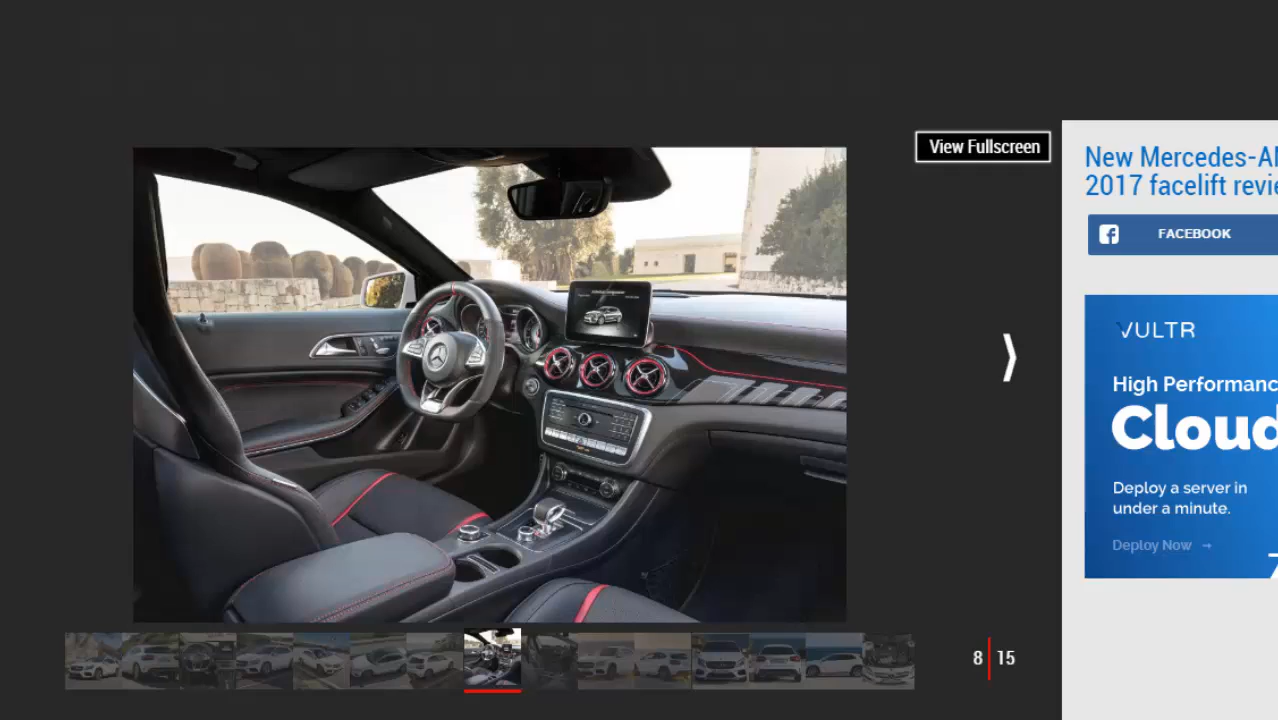 View Fullscreen
New Mercedes-AM
2017 facelift revie
FACEBOOK
VULTR
High Performanc
Cloud
Deploy a server in
under a minute.
Deploy Now →
8 15